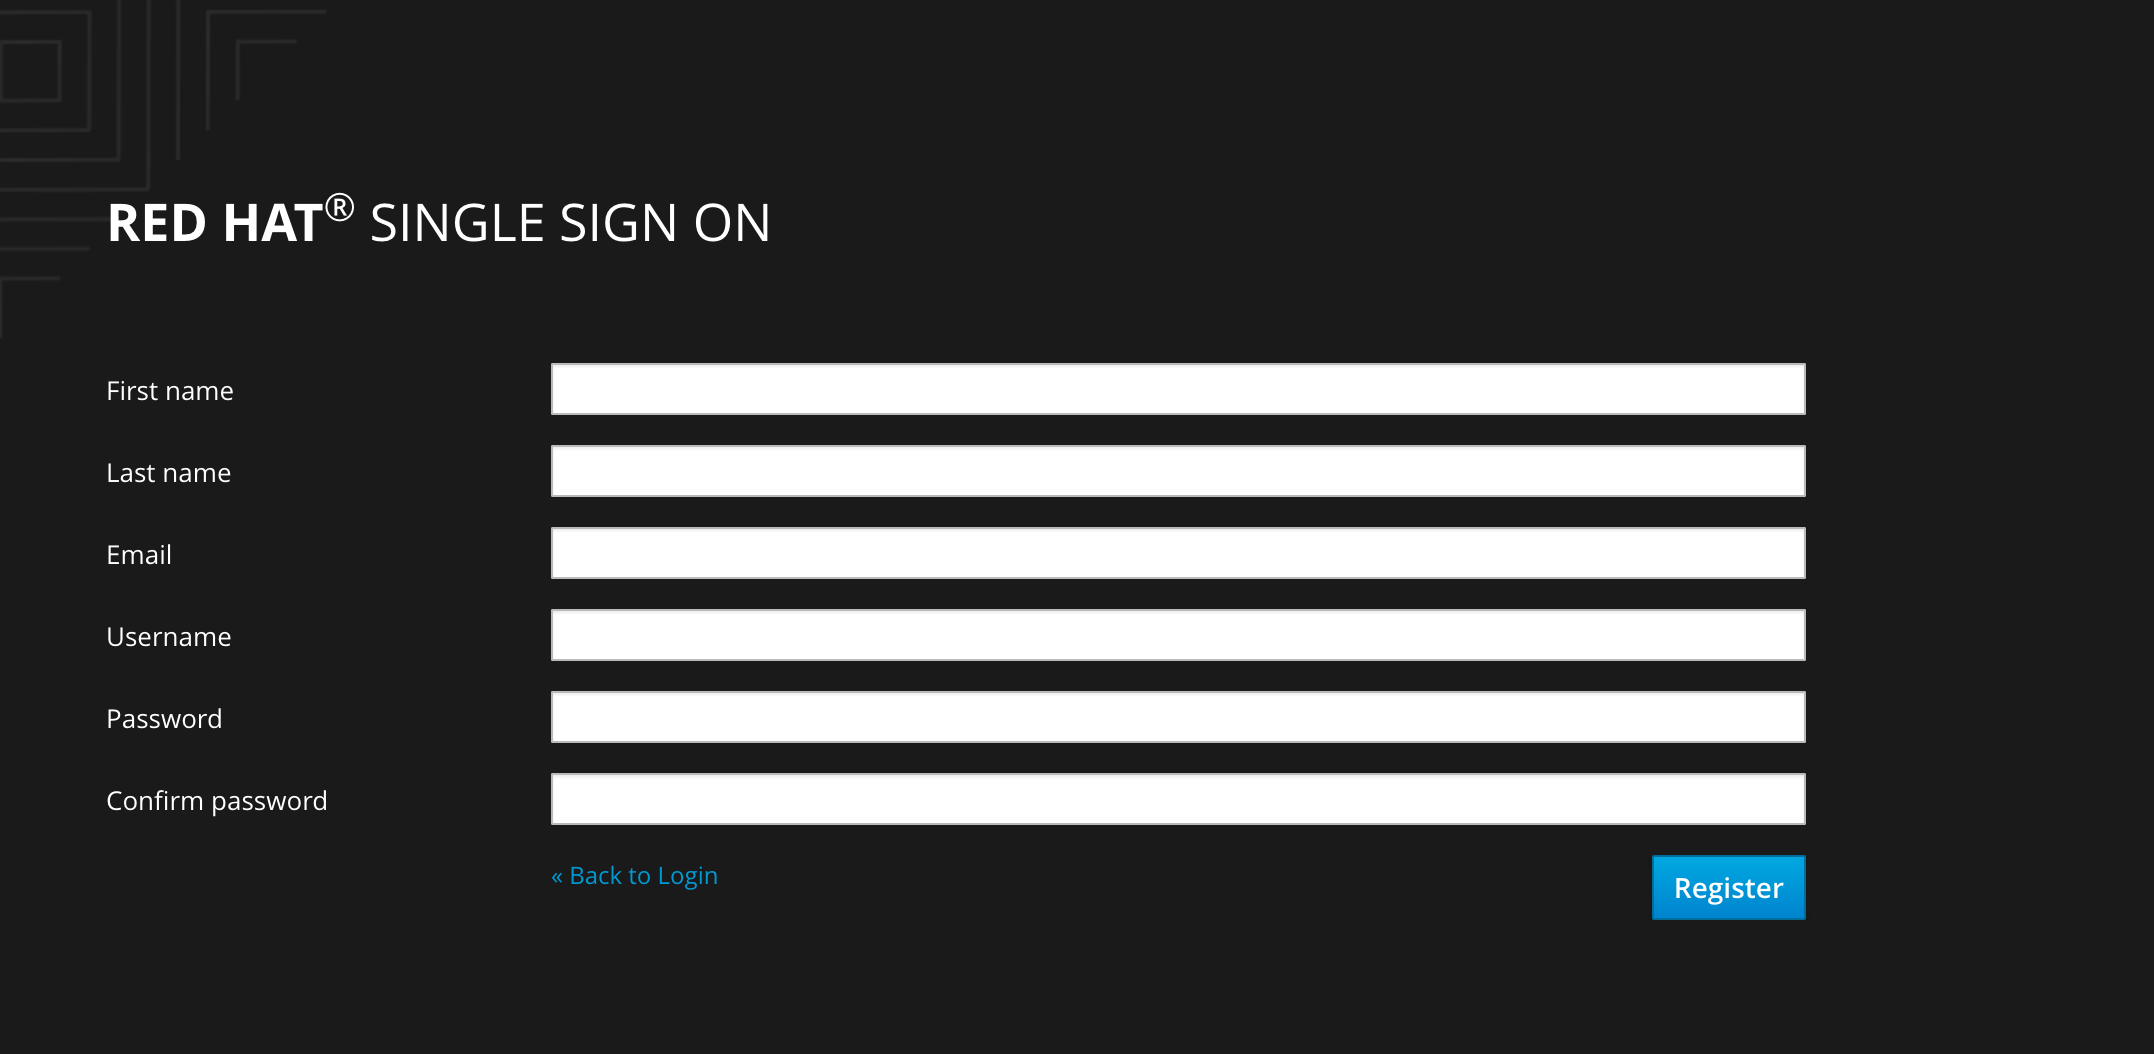 RED HAT® SINGLE SIGN ON
First name
Last name
Email
Username
Password
Confirm password
« Back to Login
Register